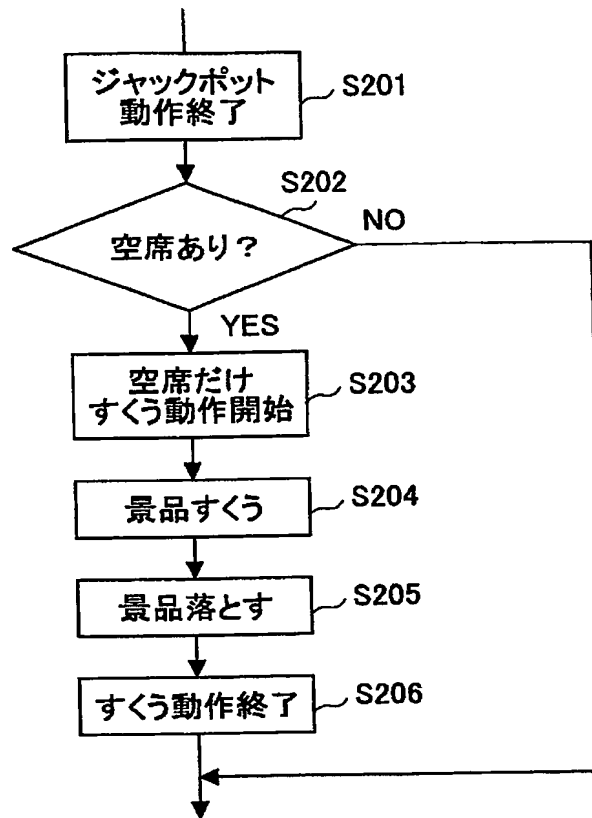 ジャックポット
動作終了
S201
S202
空席あり?
NO
YES
空席だけ
すくう動作開始
S203
景品すくう
S204
景品落とす
S205
すくう動作終了
S206